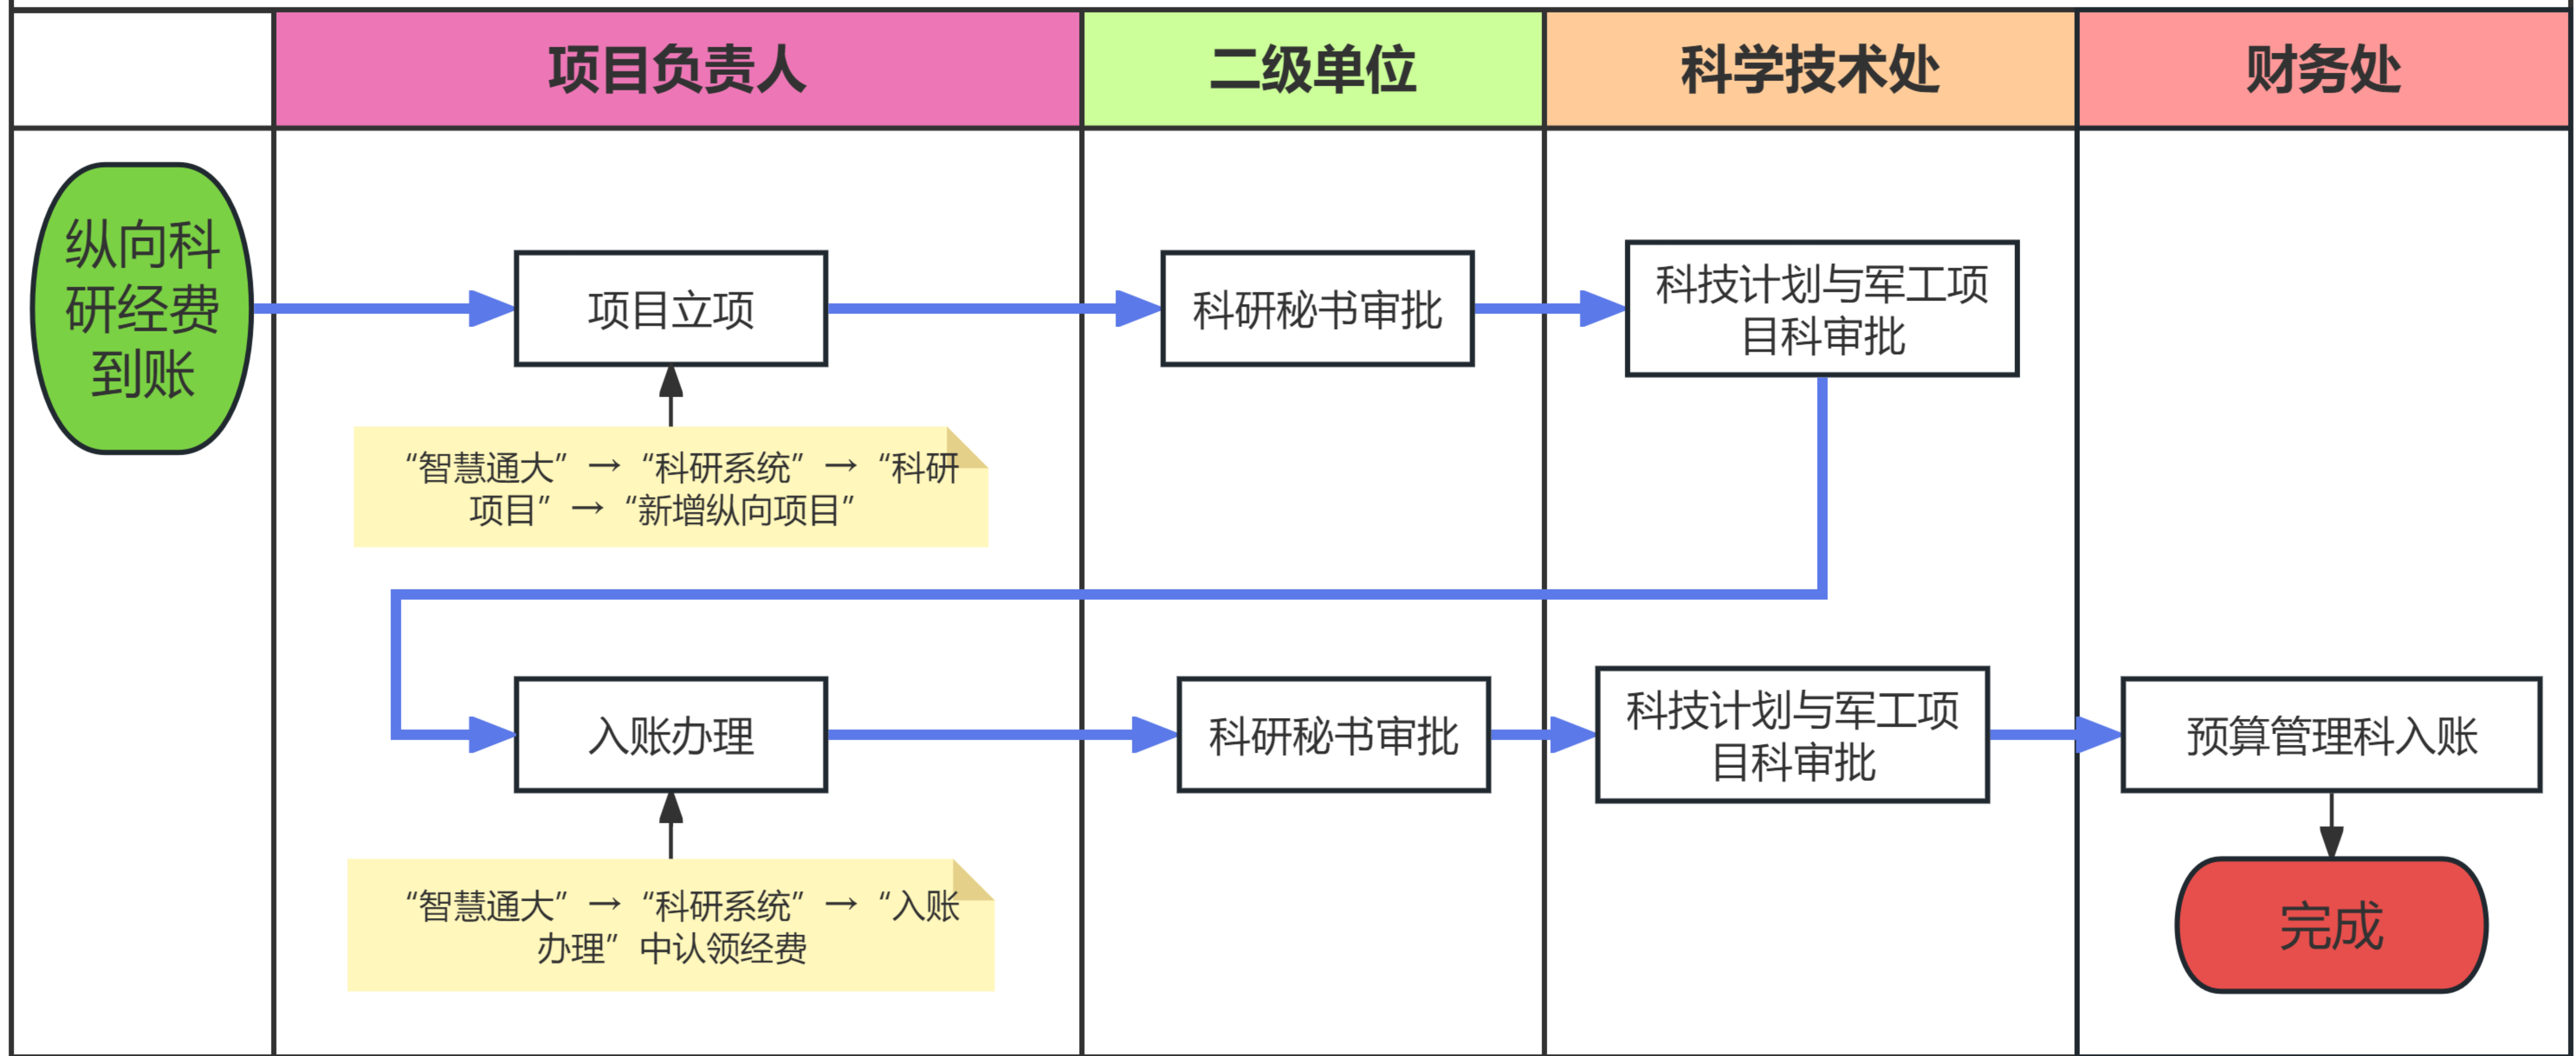 项目负责人
二级单位
科学技术处
财务处
纵向科
研经费
到账
项目立项
科研秘书审批
科技计划与军工项
目科审批
“智慧通大” → “科研系统” → “科研
项目” → “新增纵向项目”
入账办理
科研秘书审批
科技计划与军工项
目科审批
预算管理科入账
“智慧通大” → “科研系统” → “入账
办理” 中认领经费
完成